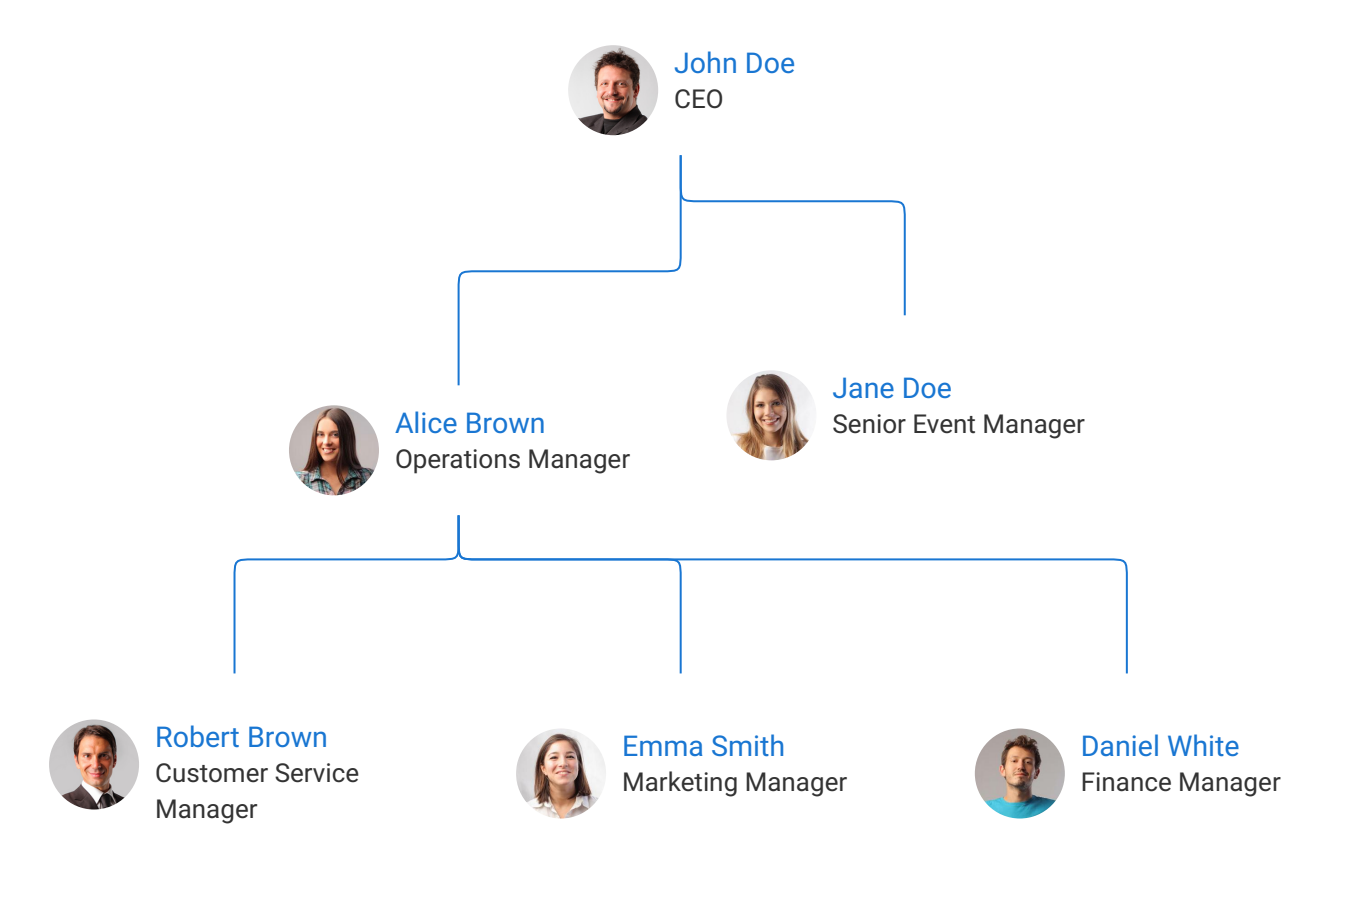 John Doe
CEO
Alice Brown
Operations Manager
Jane Doe
Senior Event Manager
Robert Brown
Customer Service
Manager
Emma Smith
Marketing Manager
Daniel White
Finance Manager